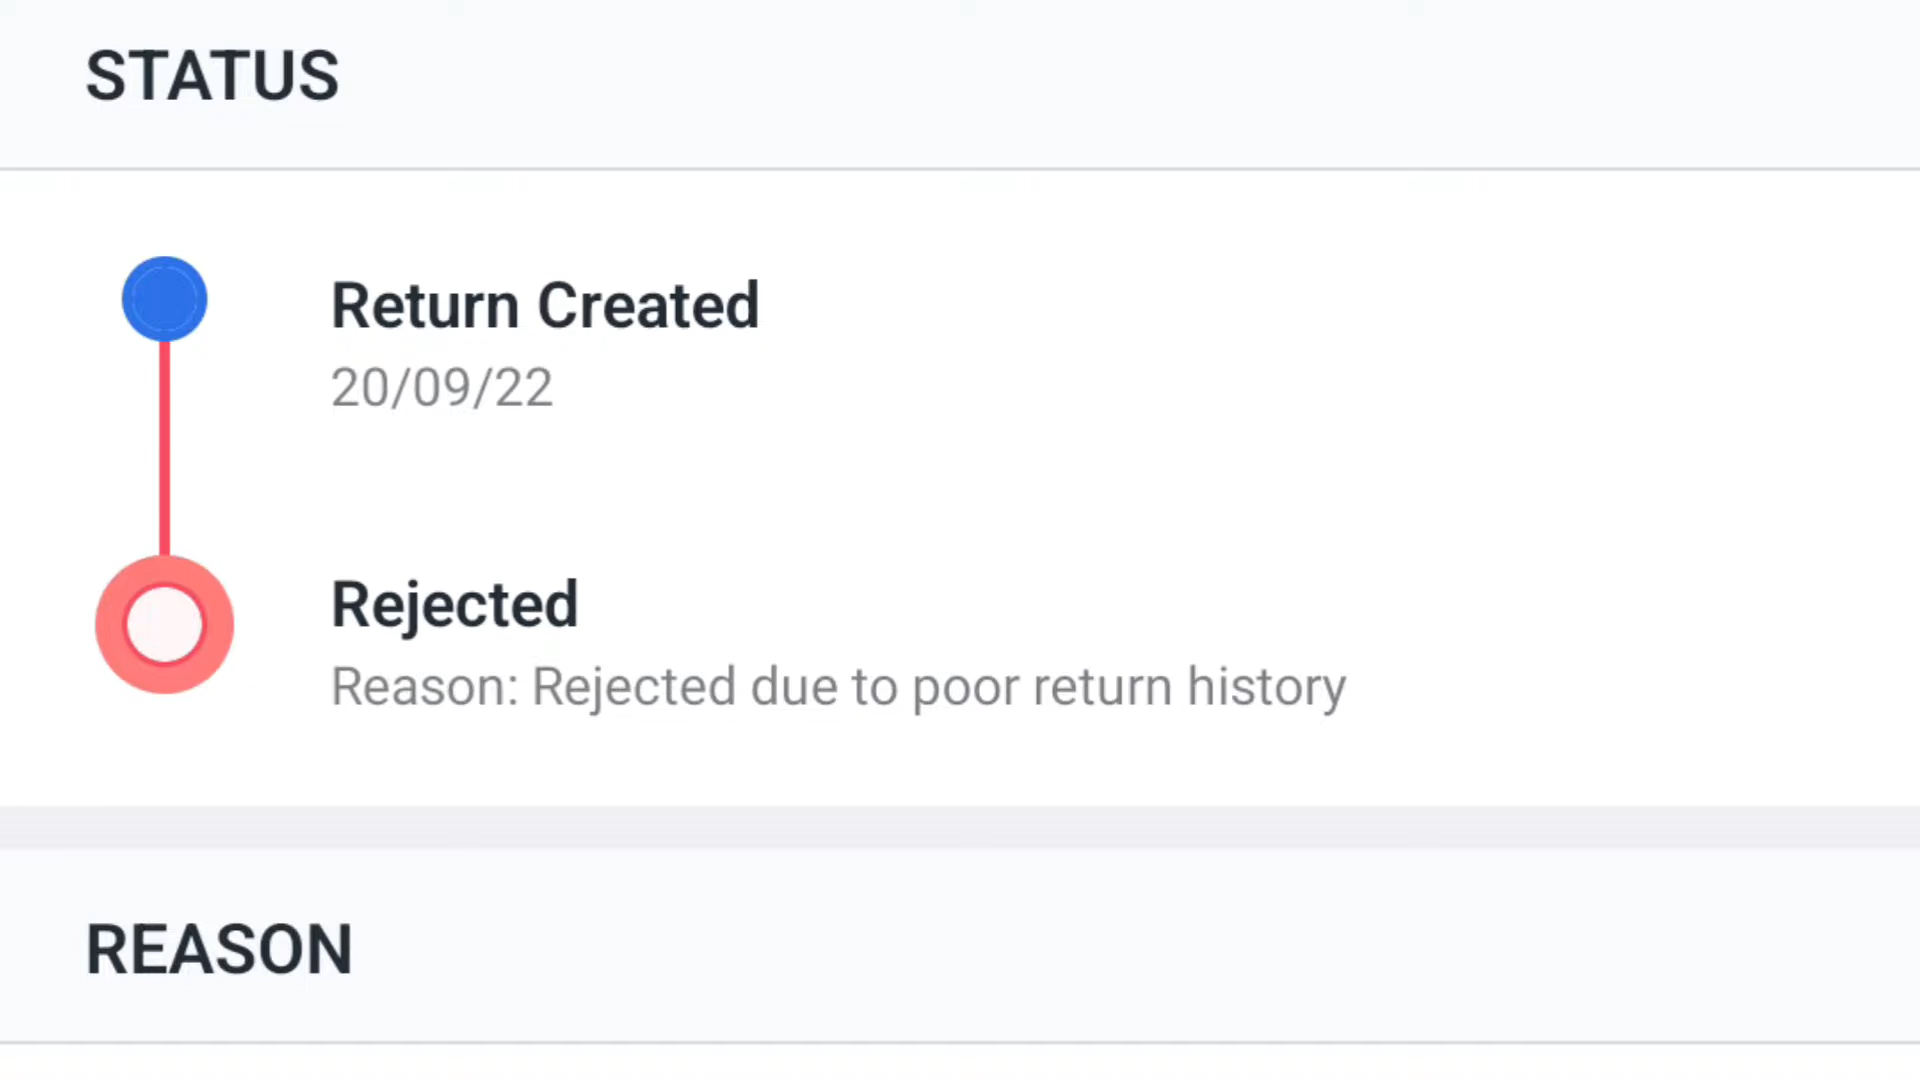 STATUS
Return Created
20/09/22
Rejected
Reason: Rejected due to poor return history
REASON